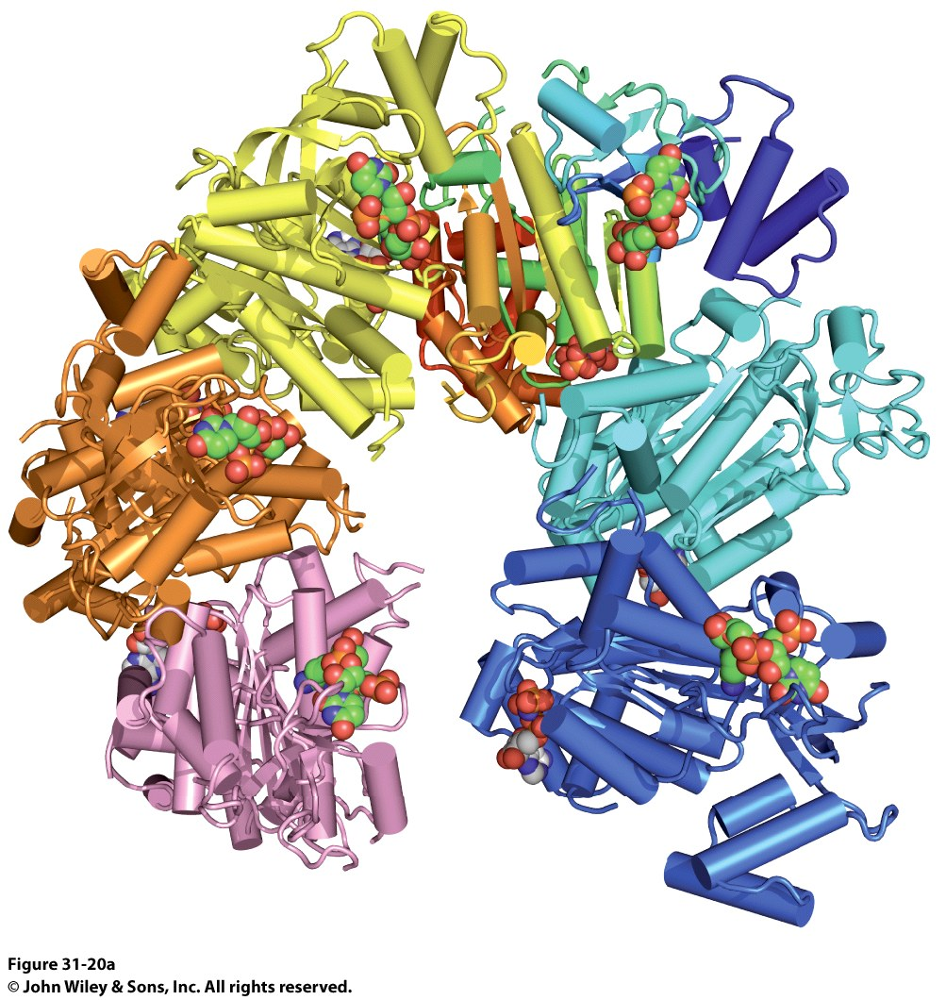 Figure 31-20a
© John Wiley & Sons, Inc. All rights reserved.